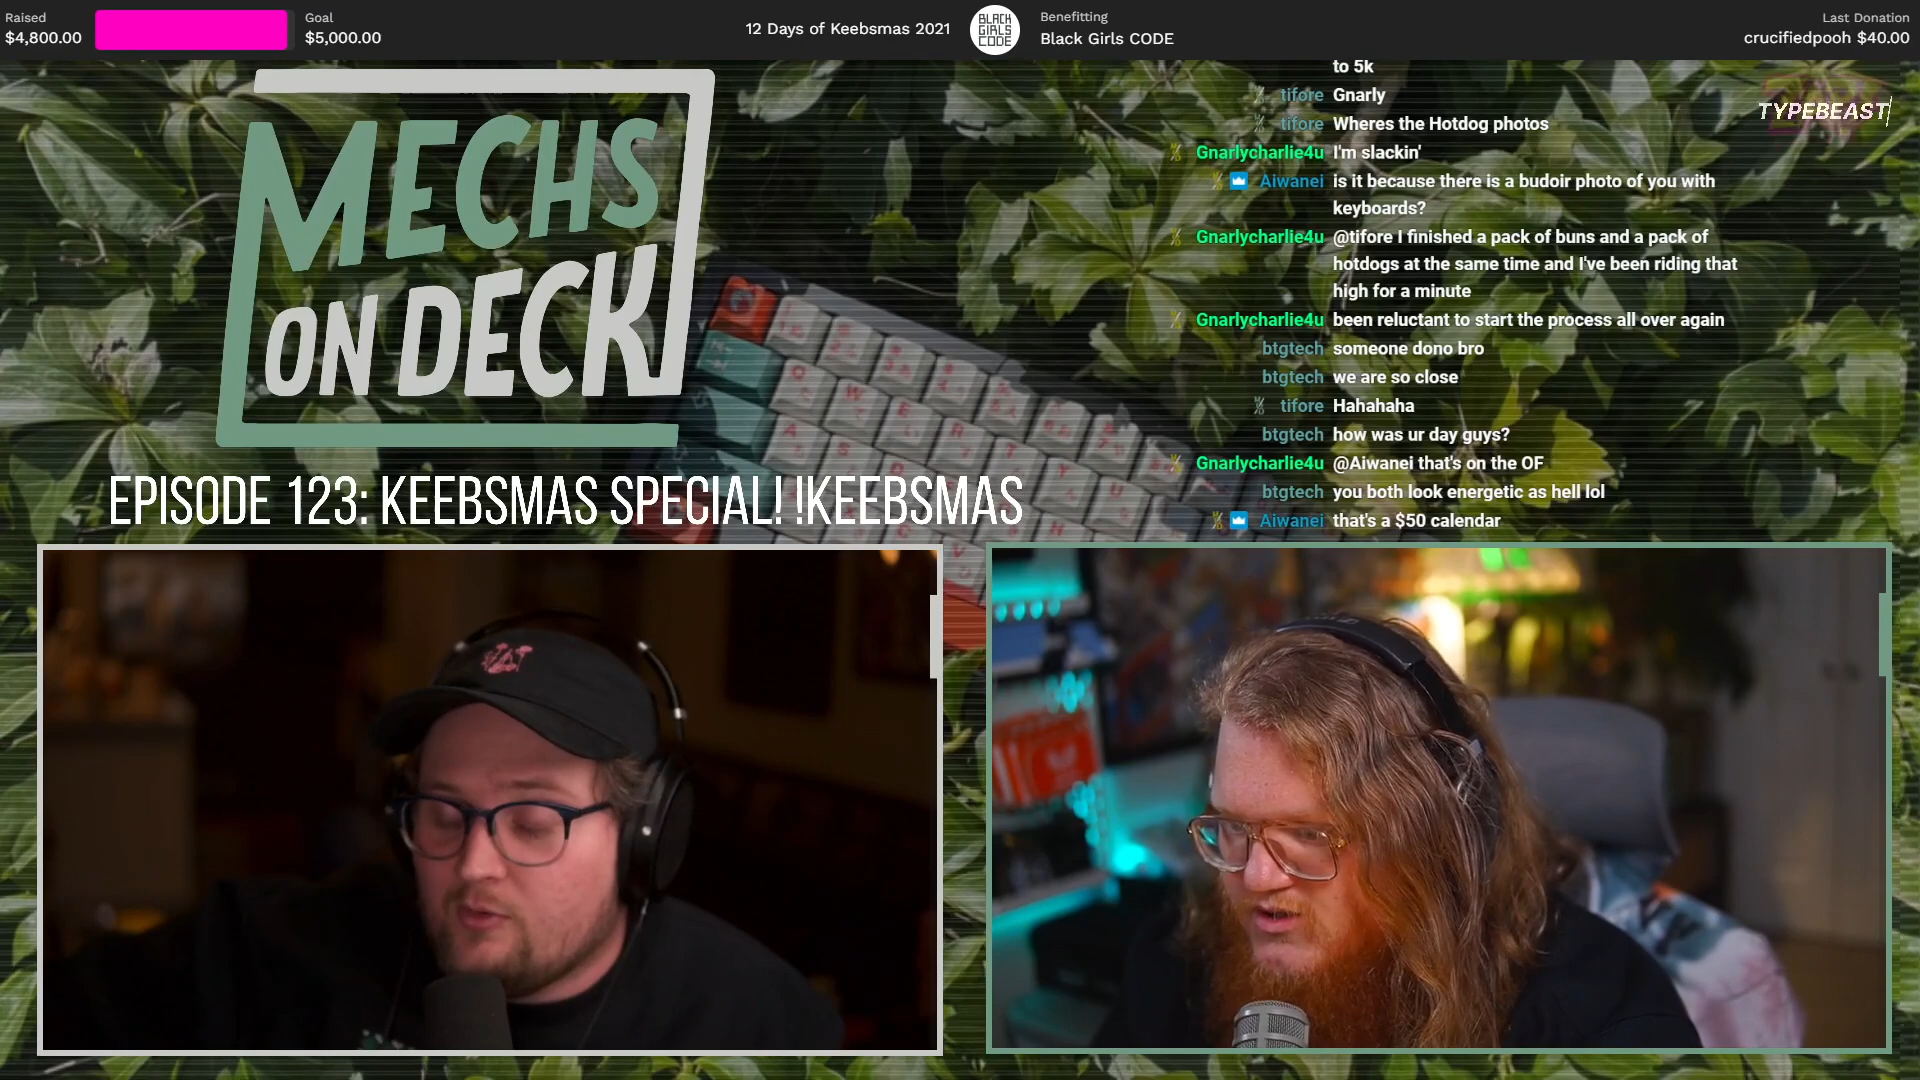 Raised
$4,800.00
Goal
$5,000.00
12 Days of Keebsmas 2021
BLACK
GIRLS
CODE
Benefitting
Black Girls CODE
Last Donation
crucifiedpooh $40.00
TYPEBEAST
MECHS
ON DECK
EPISODE 123: KEEBSMAS SPECIAL! !KEEBSMAS
to 5k
tifore Gnarly
tifore Wheres the Hotdog photos
Gnarlycharlie4u I'm slackin'
Aiwanei is it because there is a budoir photo of you with
keyboards?
Gnarlycharlie4u @tifore I finished a pack of buns and a pack of
hotdogs at the same time and I've been riding that
high for a minute
Gnarlycharlie4u been reluctant to start the process all over again
btgtech someone dono bro
btgtech we are so close
tifore Hahahaha
btgtech how was ur day guys?
Gnarlycharlie4u @Aiwanei that's on the OF
btgtech you both look energetic as hell lol
Aiwanei that's a $50 calendar